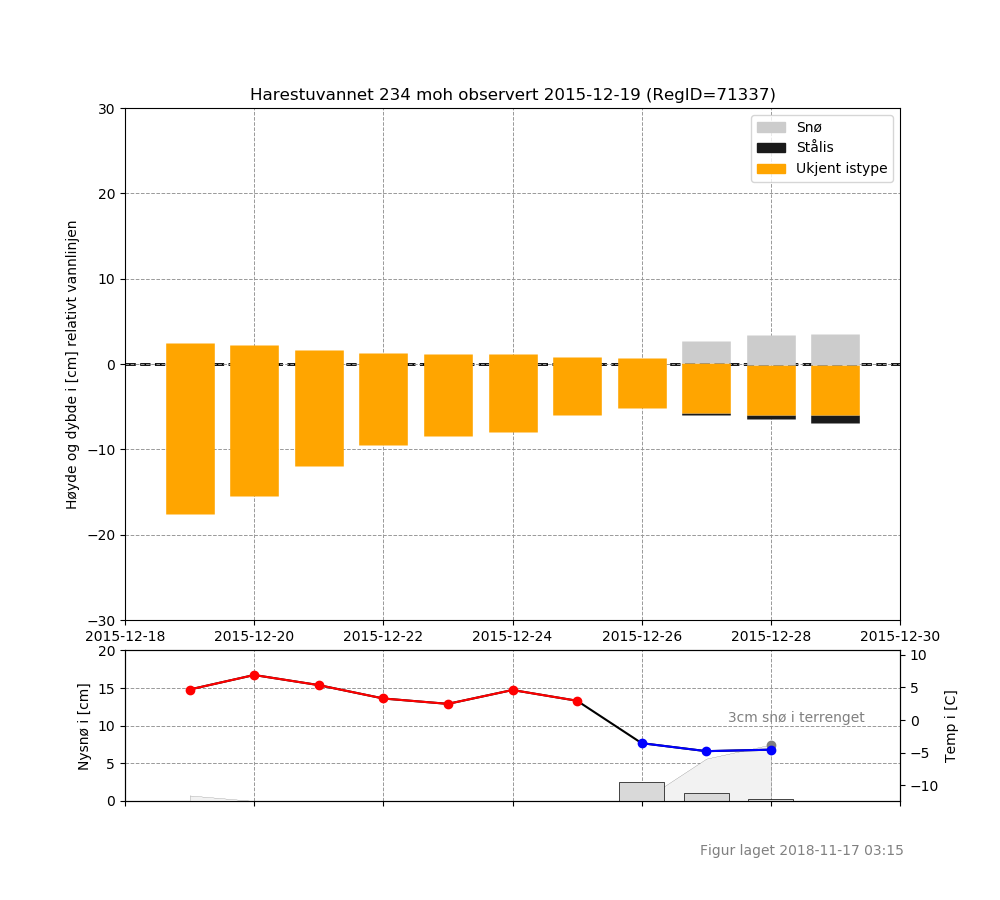 Harestuvannet 234 moh observert 2015-12-19 (RegID=71337)
30
20
10
0
−10
−20
−30
Høyde og dybde i [cm] relativt vannlinjen
Snø
Stålis
Ukjent istype
2015-12-18 2015-12-20 2015-12-22 2015-12-24 2015-12-26 2015-12-28 2015-12-30
20
15
10
5
0
Nysnø i [cm]
3cm snø i terrenget
10
5
0
−5
−10
Temp i [C]
Figur laget 2018-11-17 03:15